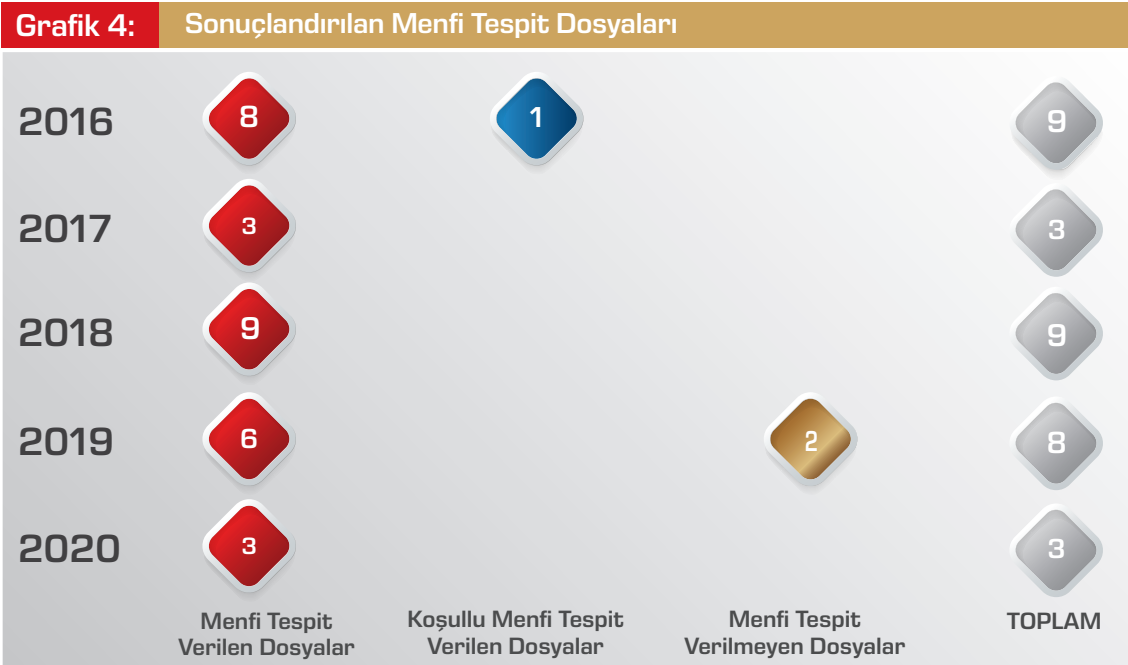 Grafik 4: Sonuçlandırılan Menfi Tespit Dosyaları
2016 8 1 9
2017 3 3
2018 9 9
2019 6 2 8
2020 3 3
Menfi Tespit Koşullu Menfi Tespit Menfi Tespit TOPLAM
Verilen Dosyalar Verilen Dosyalar Verilmeyen Dosyalar